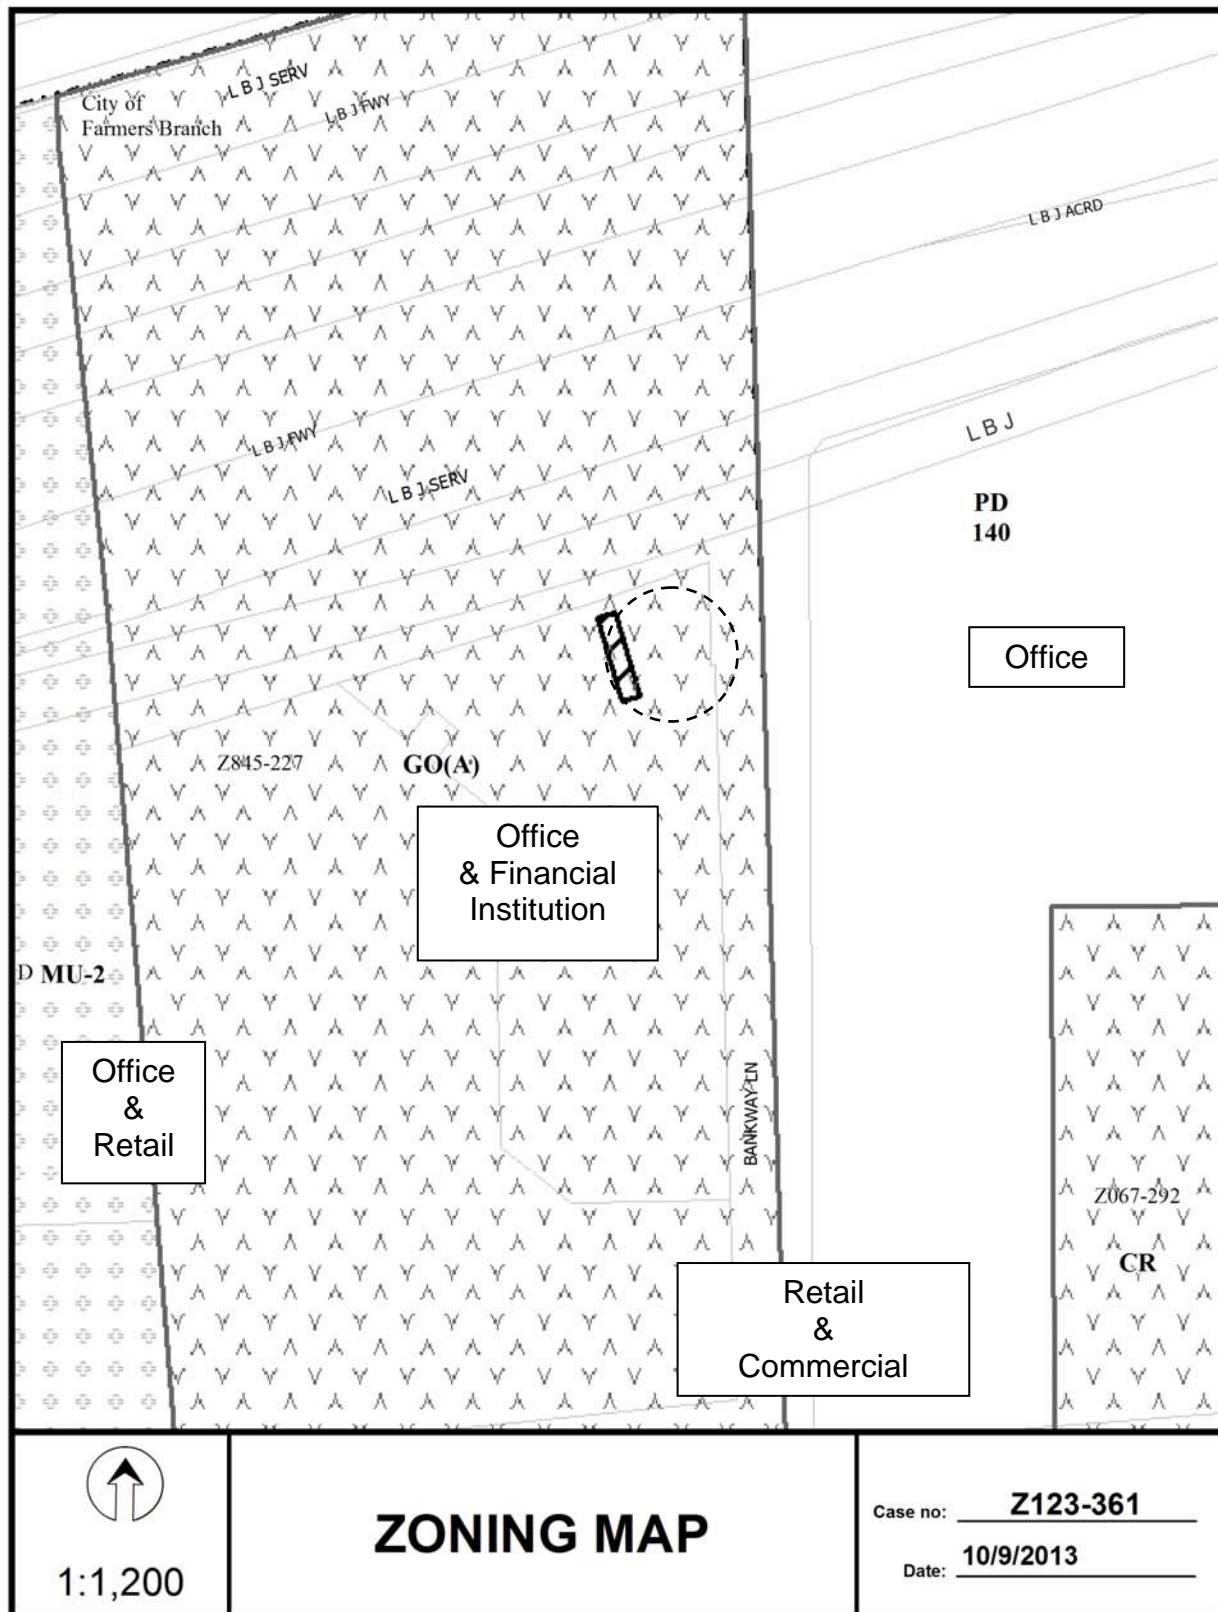 L B J SERV
City of
Farmers Branch
L B J FWY
L B J ACRD
L B J FWY
L B J
L B J SERV
PD
140
Office
Z845-227
GO(A)
Office
& Financial
Institution
D MU-2
Office
&
Retail
BANKWAY LN
Z067-292
CR
Retail
&
Commercial
1:1,200
ZONING MAP
Case no: Z123-361
Date: 10/9/2013